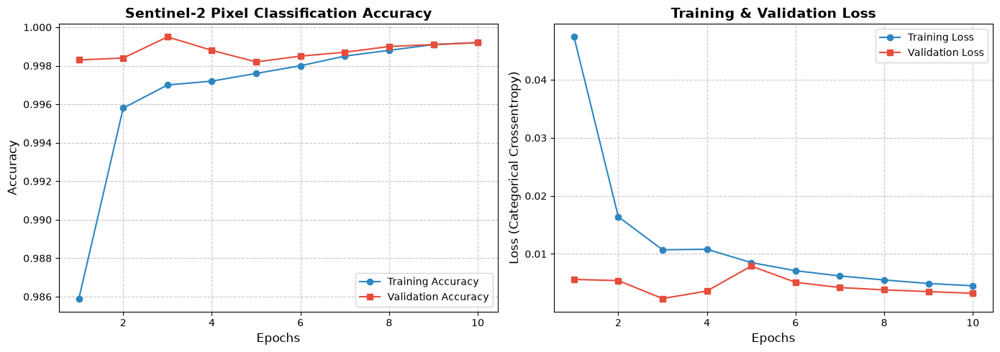 Sentinel-2 Pixel Classification Accuracy
1.000
0.998
0.996
0.994
0.992
0.990
0.988
0.986
Accuracy
2
4
6
8
10
Epochs
Training Accuracy
Validation Accuracy
Training & Validation Loss
0.04
0.03
0.02
0.01
Loss (Categorical Crossentropy)
2
4
6
8
10
Epochs
Training Loss
Validation Loss